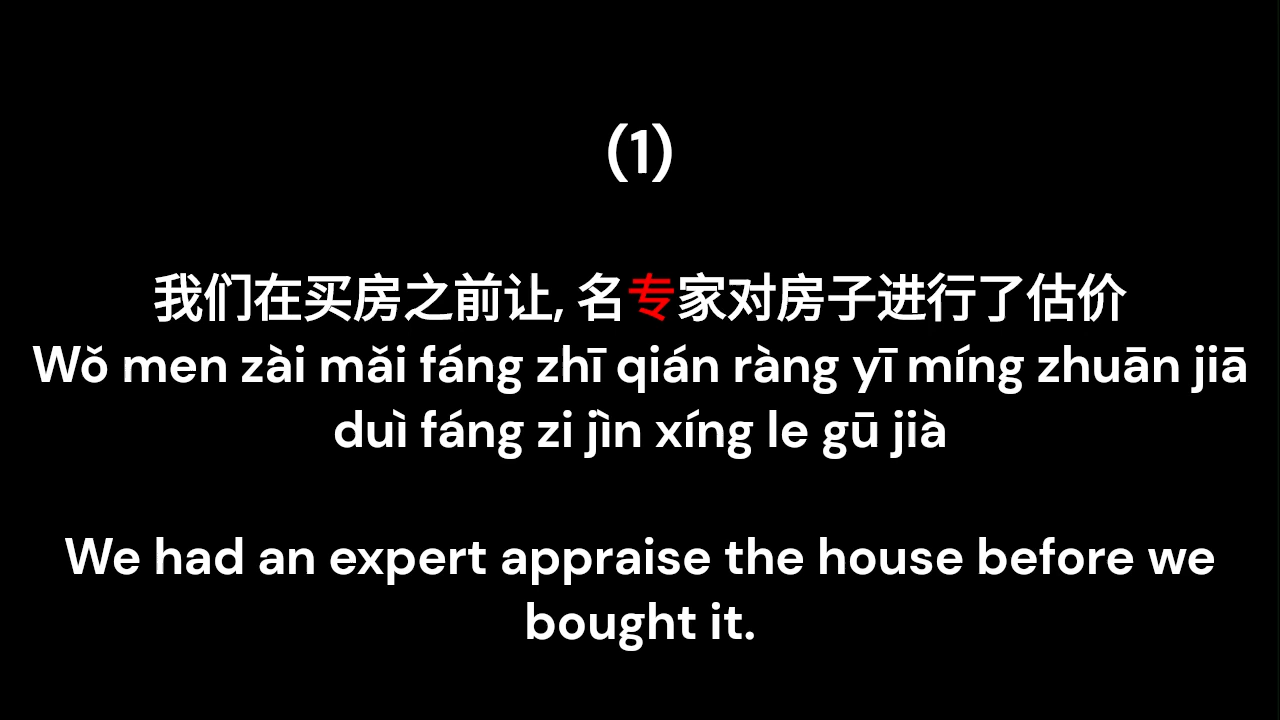 (1)
我们在买房之前让, 名专家对房子进行了估价
Wǒ men zài mǎi fáng zhī qián ràng yī míng zhuān jiā
duì fáng zi jìn xíng le gū jià
We had an expert appraise the house before we
bought it.